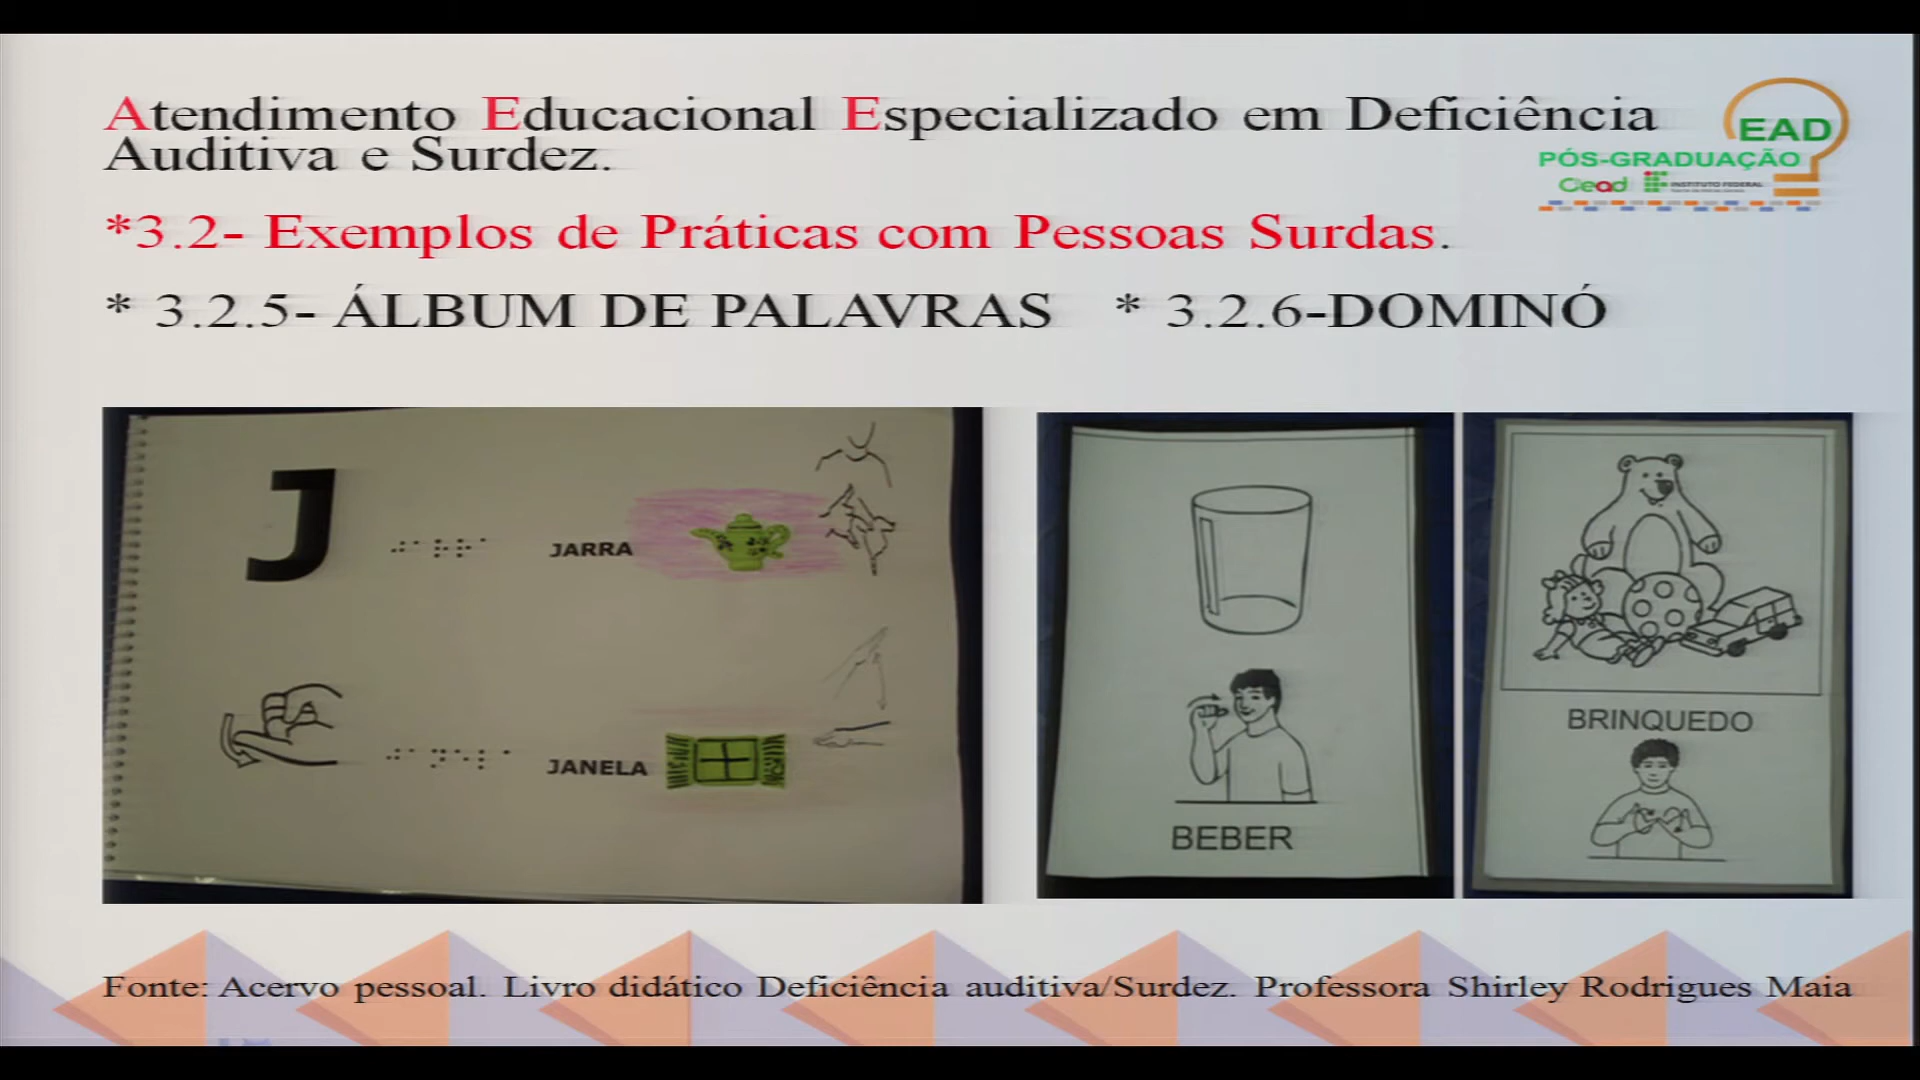 Atendimento Educacional Especializado em Deficiência
Auditiva e Surdez.
EAD
PÓS-GRADUAÇÃO
Cead INSTITUTO FEDERAL
*3.2- Exemplos de Práticas com Pessoas Surdas.
* 3.2.5- ÁLBUM DE PALAVRAS * 3.2.6-DOMINÓ
J
JARRA
JANELA
BEBER
BRINQUEDO
Fonte: Acervo pessoal. Livro didático Deficiência auditiva/Surdez. Professora Shirley Rodrigues Maia